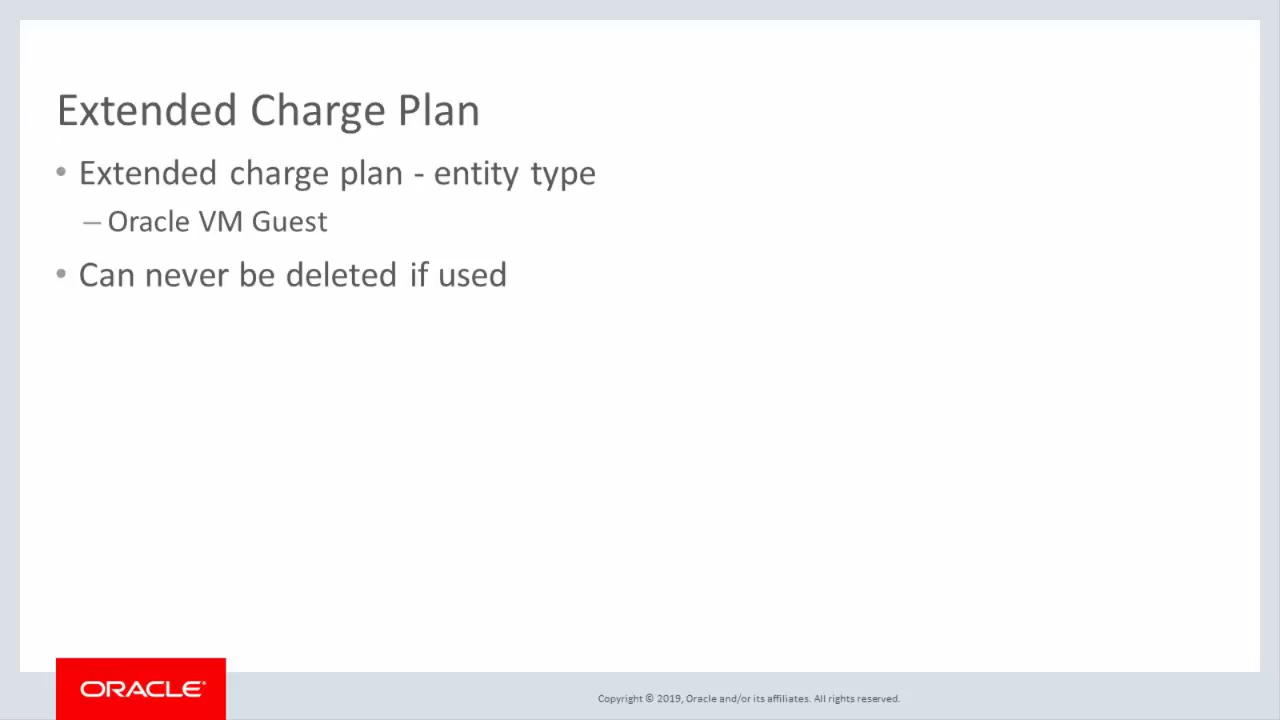 Extended Charge Plan
• Extended charge plan - entity type
– Oracle VM Guest
• Can never be deleted if used
ORACLE®
Copyright © 2019, Oracle and/or its affiliates. All rights reserved.